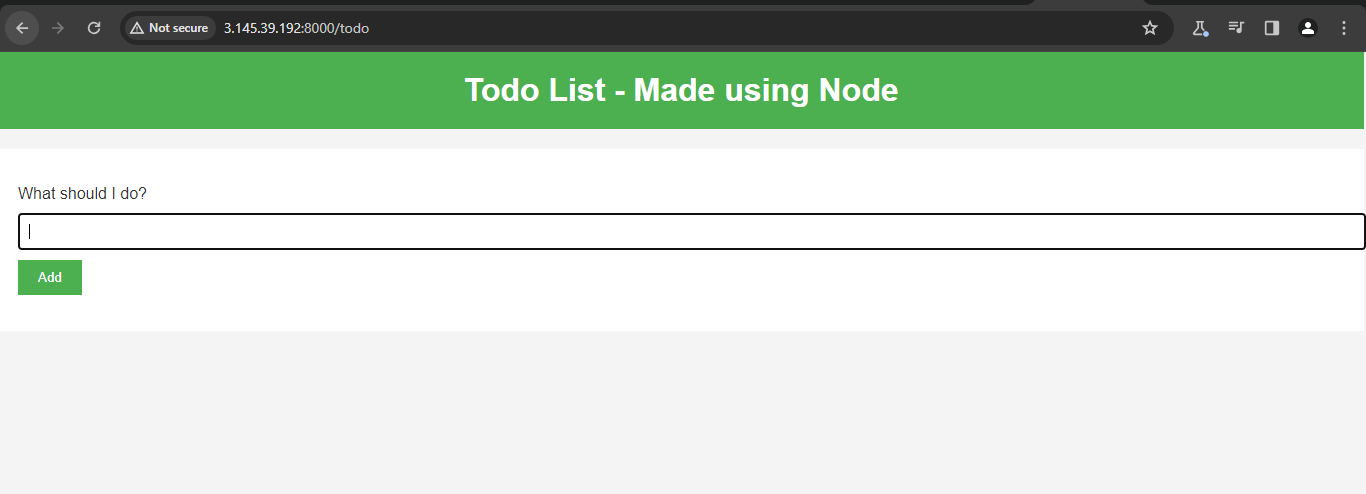 Not secure 3.145.39.192:8000/todo
Todo List - Made using Node
What should I do?
Add